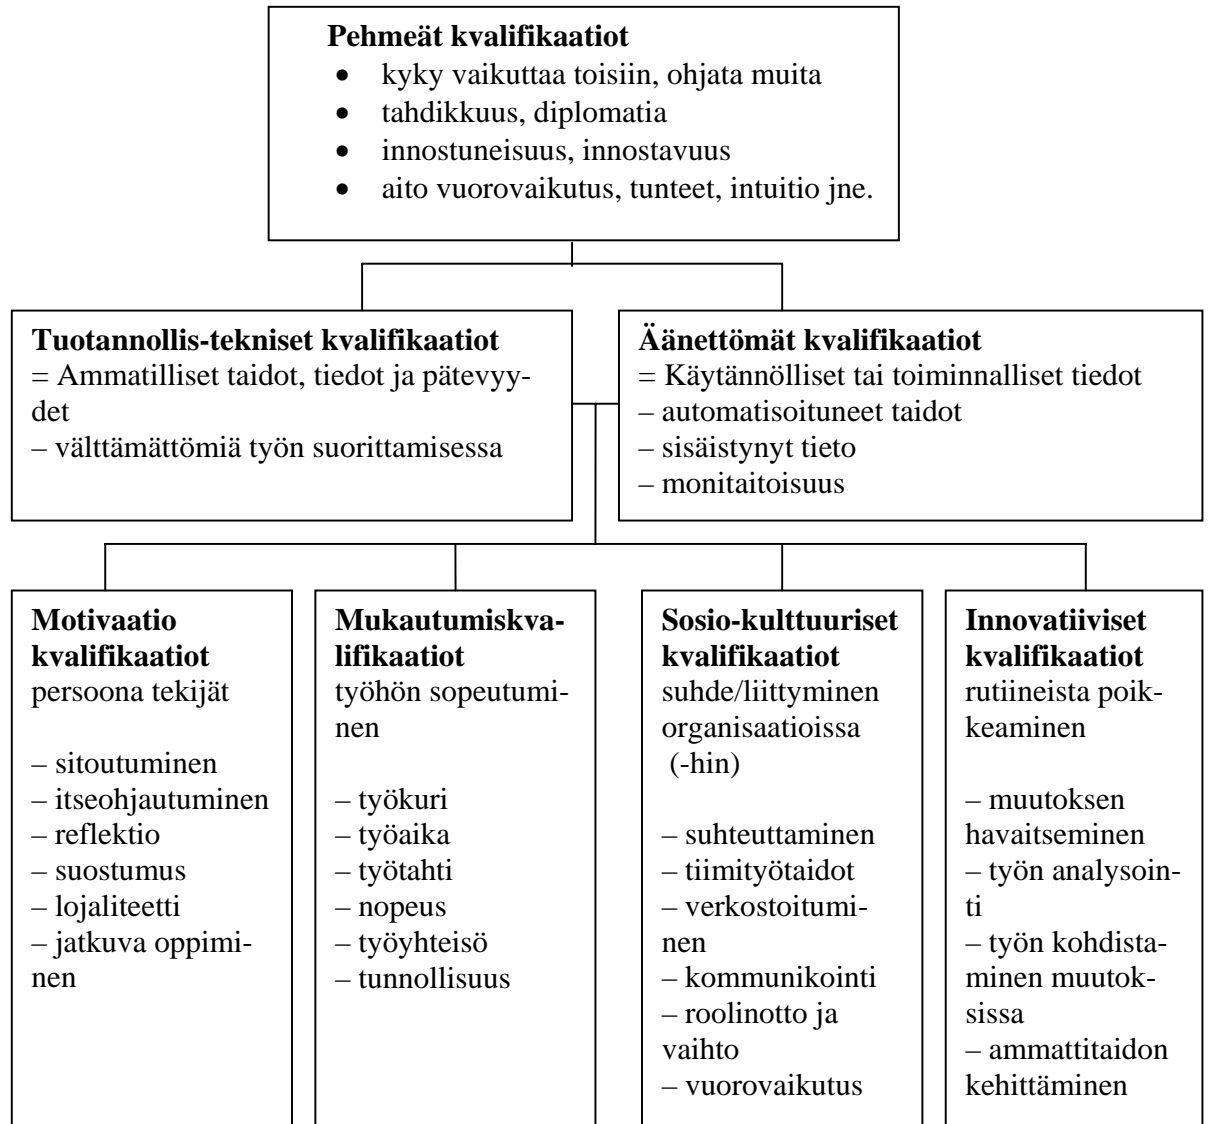 Pehmeät kvalifikaatiot
• kyky vaikuttaa toisiin, ohjata muita
• tahdikkuus, diplomatia
• innostuneisuus, innostavuus
• aito vuorovaikutus, tunteet, intuitio jne.
Tuotannollis-tekniset kvalifikaatiot
= Ammatilliset taidot, tiedot ja pätevyy-
det
– välttämättömiä työn suorittamisessa
Äänettömät kvalifikaatiot
= Käytännölliset tai toiminnalliset tiedot
– automatisoituneet taidot
– sisäistynyt tieto
– monitaitoisuus
Motivaatio
kvalifikaatiot
persoona tekijät
– sitoutuminen
– itseohjautuminen
– reflektio
– suostumus
– lojaliteetti
– jatkuva oppimi-
nen
Mukautumiskva-
lifikaatiot
työhön sopeutumi-
nen
– työkuri
– työaika
– työtahti
– nopeus
– työyhteisö
– tunnollisuus
Sosio-kulttuuriset
kvalifikaatiot
suhde/liittyminen
organisaatioissa
(-hin)
– suhteuttaminen
– tiimityötaidot
– verkostoitumi-
nen
– kommunikointi
– roolinotto ja
vaihto
– vuorovaikutus
Innovatiiviset
kvalifikaatiot
rutiineista poik-
keaminen
– muutoksen
havaitseminen
– työn analysoin-
ti
– työn kohdista-
minen muutok-
sissa
– ammattitaidon
kehittäminen